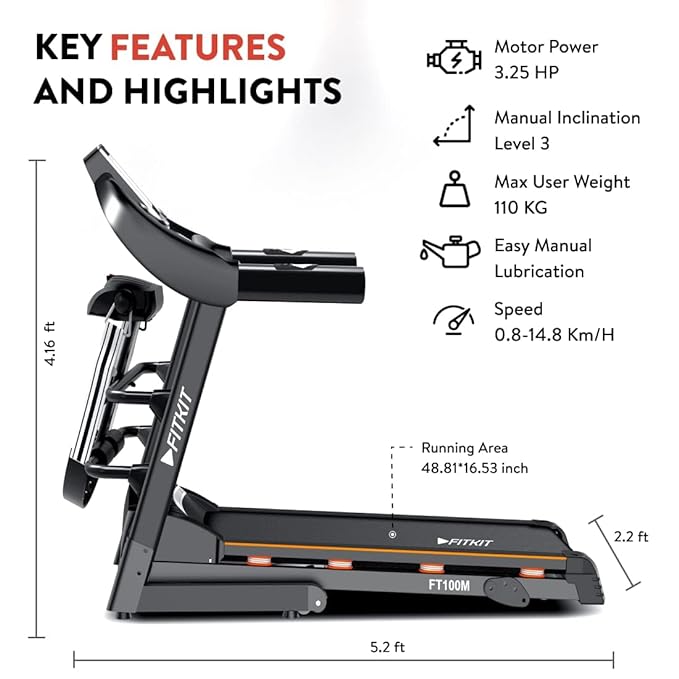 KEY FEATURES
AND HIGHLIGHTS
Motor Power
3.25 HP
Manual Inclination
Level 3
Max User Weight
110 KG
Easy Manual
Lubrication
Speed
0.8-14.8 Km/H
4.16 ft
FITKIT
Running Area
48.81*16.53 inch
FITKIT
2.2 ft
FT100M
5.2 ft